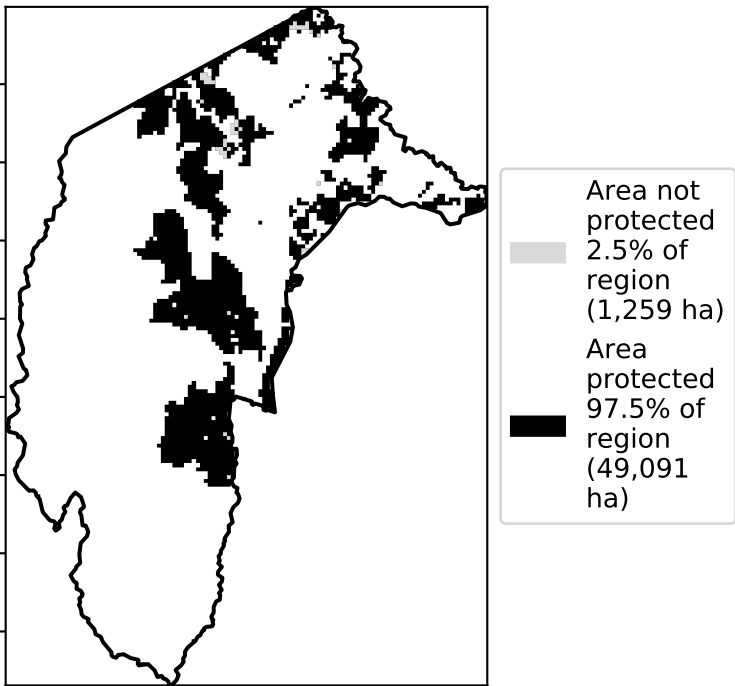 Area not
protected
2.5% of
region
(1,259 ha)
Area
protected
97.5% of
region
(49,091
ha)